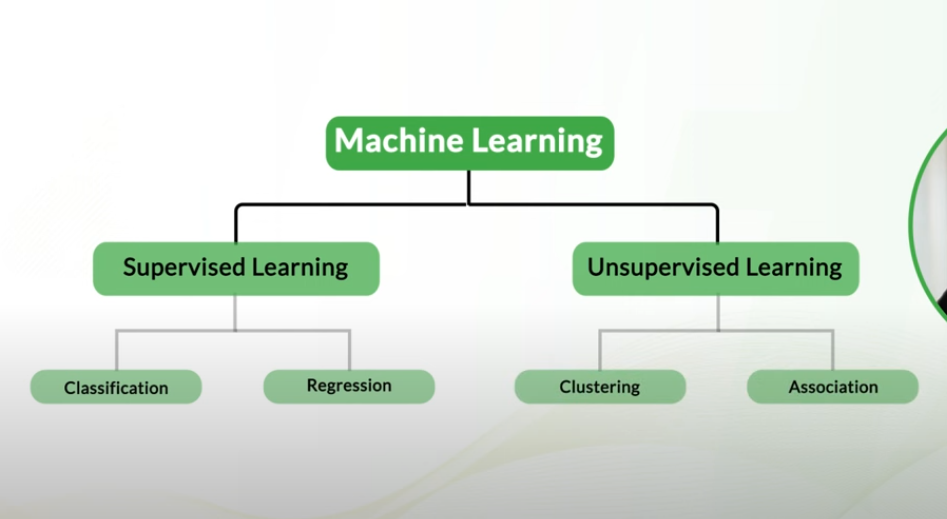 Machine Learning
Supervised Learning
Unsupervised Learning
Classification
Regression
Clustering
Association